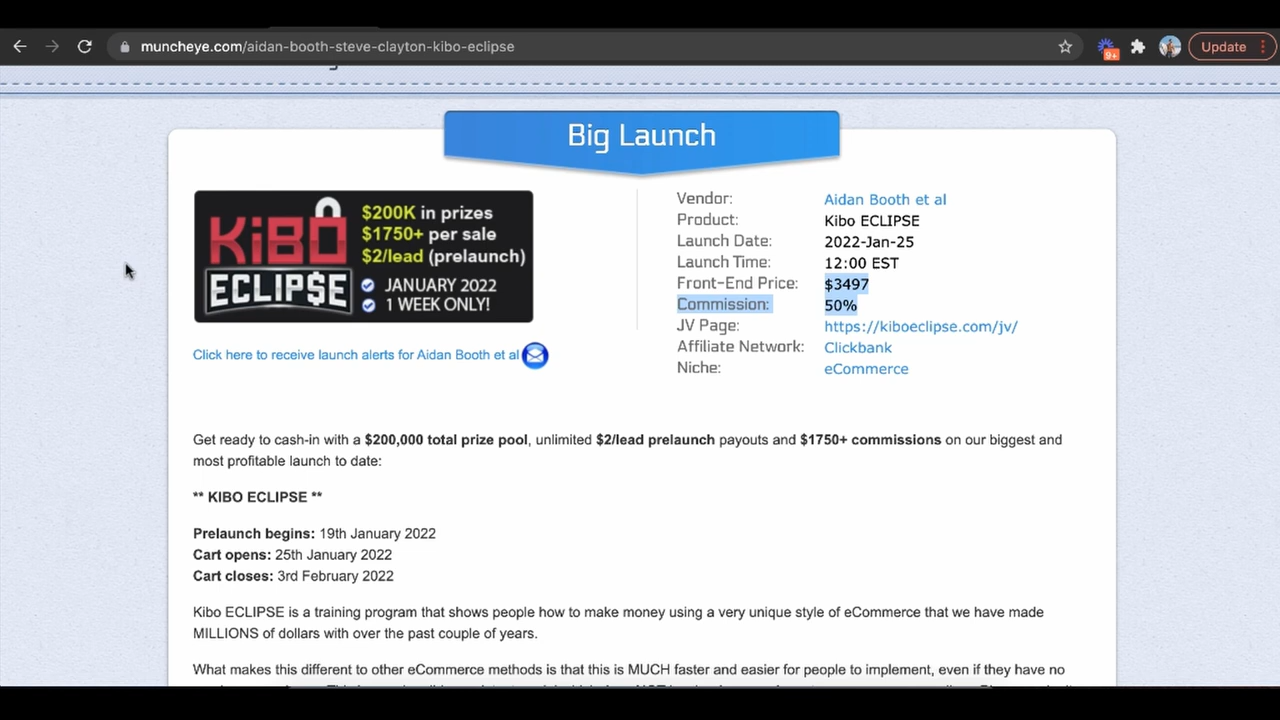 muncheye.com/aidan-booth-steve-clayton-kibo-eclipse
9+
Update
Big Launch
KiBO
ECLIP$E
$200K in prizes
$1750+ per sale
$2/lead (prelaunch)
JANUARY 2022
1 WEEK ONLY!
Click here to receive launch alerts for Aidan Booth et al
Vendor: Aidan Booth et al
Product: Kibo ECLIPSE
Launch Date: 2022-Jan-25
Launch Time: 12:00 EST
Front-End Price: $3497
Commission: 50%
JV Page: https://kiboeclipse.com/jv/
Affiliate Network: Clickbank
Niche: eCommerce
Get ready to cash-in with a $200,000 total prize pool, unlimited $2/lead prelaunch payouts and $1750+ commissions on our biggest and
most profitable launch to date:
** KIBO ECLIPSE **
Prelaunch begins: 19th January 2022
Cart opens: 25th January 2022
Cart closes: 3rd February 2022
Kibo ECLIPSE is a training program that shows people how to make money using a very unique style of eCommerce that we have made
MILLIONS of dollars with over the past couple of years.
What makes this different to other eCommerce methods is that this is MUCH faster and easier for people to implement, even if they have no